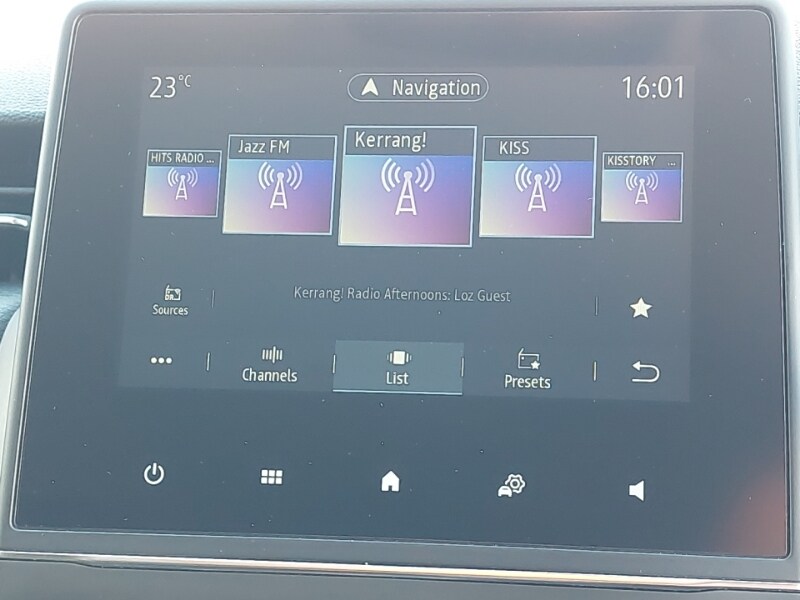 23°C
Navigation
16:01
HITS RADIO ...
Jazz FM
Kerrang!
KISS
KISSTORY ...
DR
Sources
Kerrang! Radio Afternoons: Loz Guest
Channels
List
Presets